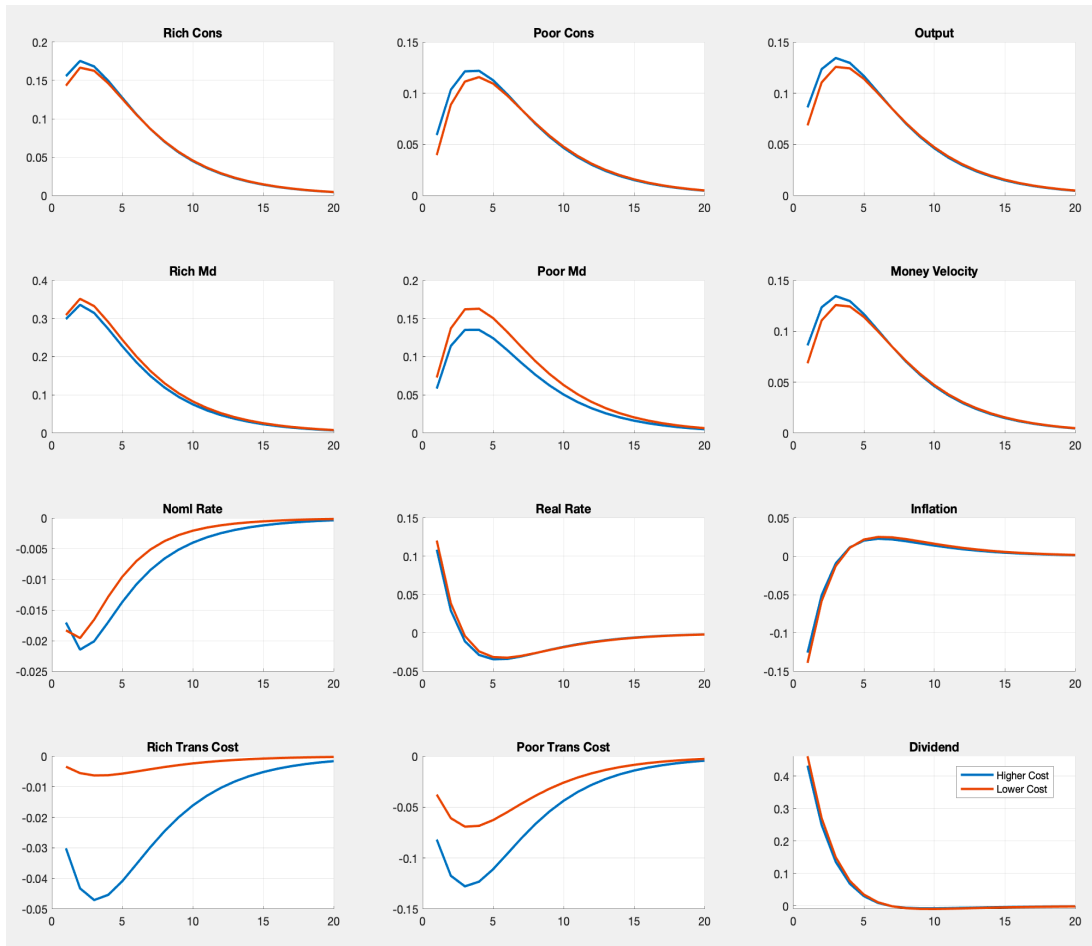 Rich Cons
0.2
0.15
0.1
0.05
0
0 5 10 15 20
Poor Cons
0.15
0.1
0.05
0
0 5 10 15 20
Output
0.15
0.1
0.05
0
0 5 10 15 20
Rich Md
0.4
0.3
0.2
0.1
0
0 5 10 15 20
Poor Md
0.2
0.15
0.1
0.05
0
0 5 10 15 20
Money Velocity
0.15
0.1
0.05
0
0 5 10 15 20
Noml Rate
0
-0.005
-0.01
-0.015
-0.02
-0.025
0 5 10 15 20
Real Rate
0.15
0.1
0.05
0
-0.05
0 5 10 15 20
Inflation
0.05
0
-0.05
-0.1
-0.15
0 5 10 15 20
Rich Trans Cost
0
-0.01
-0.02
-0.03
-0.04
-0.05
0 5 10 15 20
Poor Trans Cost
0
-0.05
-0.1
-0.15
0 5 10 15 20
Dividend
0.4
0.3
0.2
0.1
0
0 5 10 15 20
Higher Cost
Lower Cost